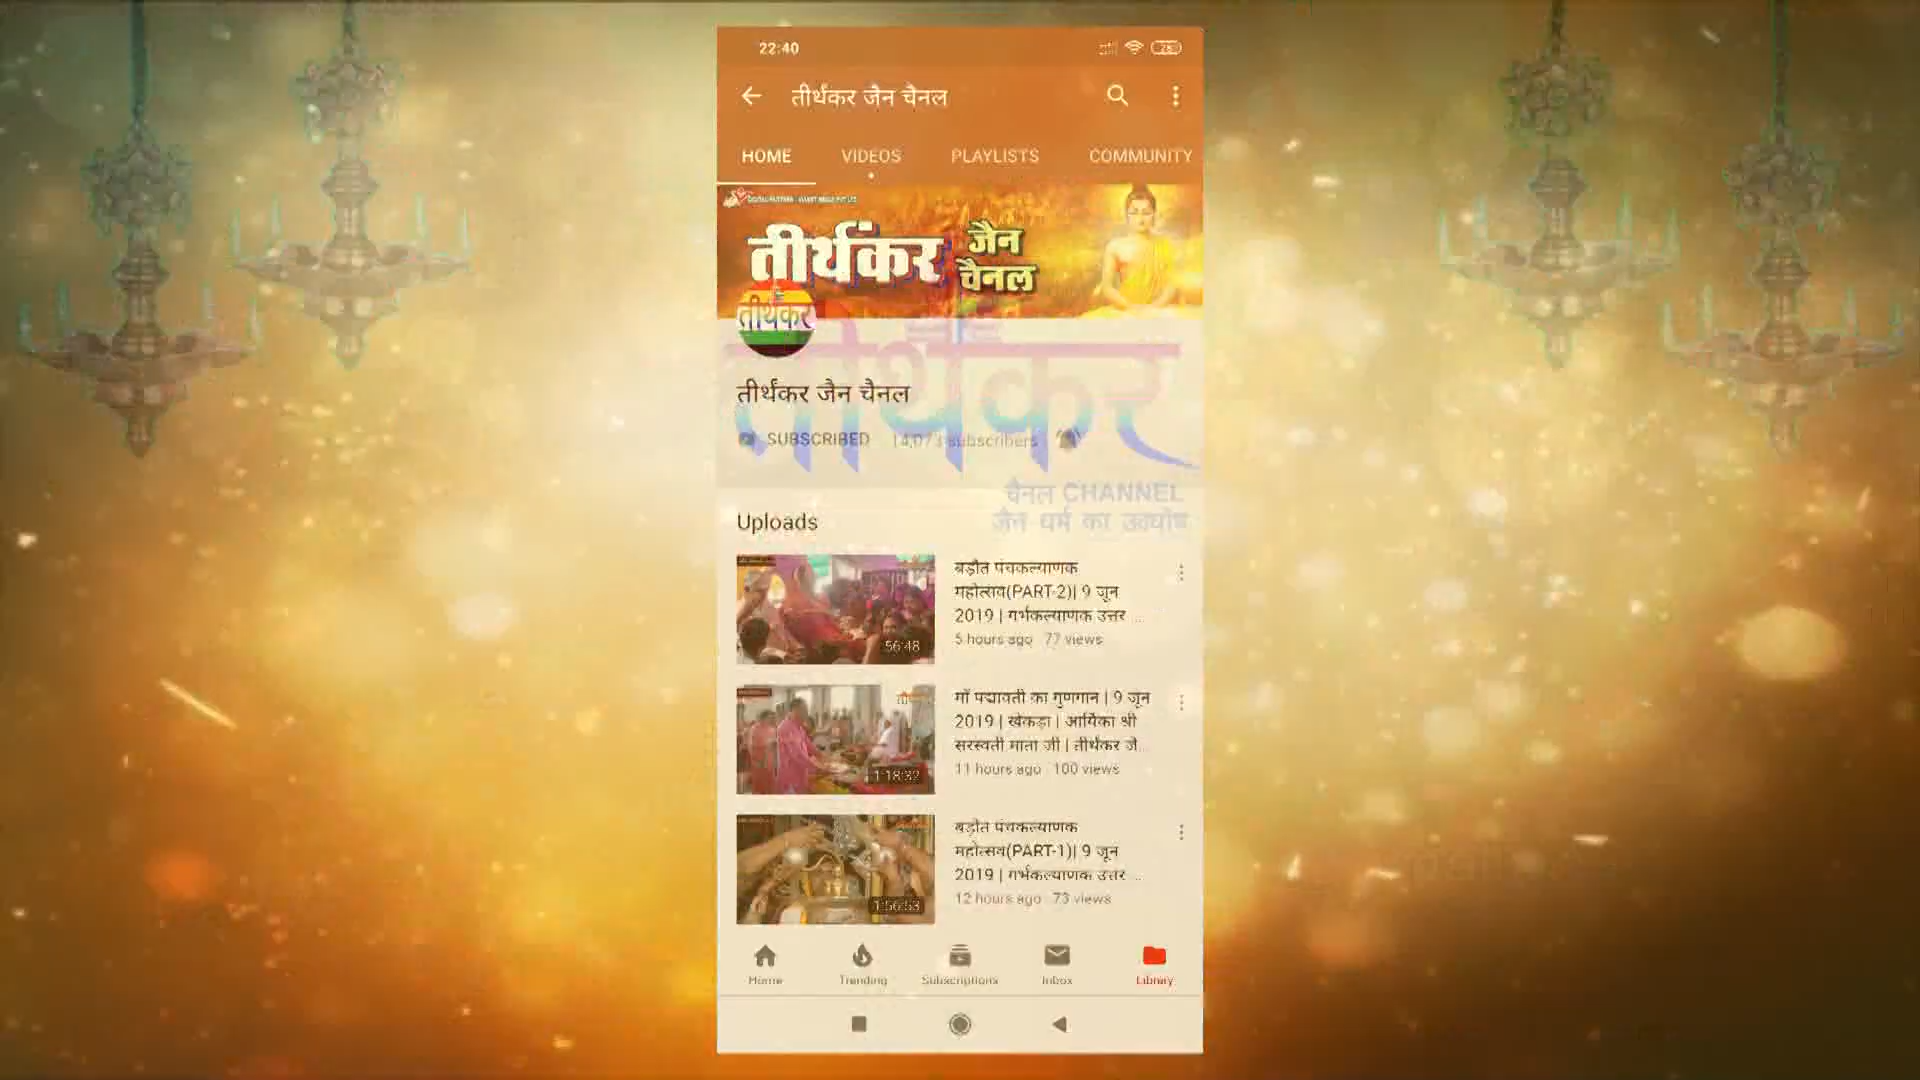 22:40
28
तीर्थंकर जैन चैनल
HOME VIDEOS PLAYLISTS COMMUNITY
तीर्थंकर जैन चैनल
तीर्थंकर
तीर्थंकर
तीर्थंकर जैन चैनल
SUBSCRIBED 14,073 subscribers
चैनल CHANNEL
जैन धर्म का उद्घोष
Uploads
बड़ौत पंचकल्याणक
महोत्सव(PART-2)| 9 जून
2019 | गर्भकल्याणक उत्तर ...
5 hours ago 77 views
56:48
माँ पद्मावती का गुणगान | 9 जून
2019 | खेकड़ा | आर्यिका श्री
सरस्वती माता जी | तीर्थंकर जै...
11 hours ago 100 views
1:18:32
बड़ौत पंचकल्याणक
महोत्सव(PART-1)| 9 जून
2019 | गर्भकल्याणक उत्तर ...
12 hours ago 73 views
1:56:53
Home Trending Subscriptions Inbox Library